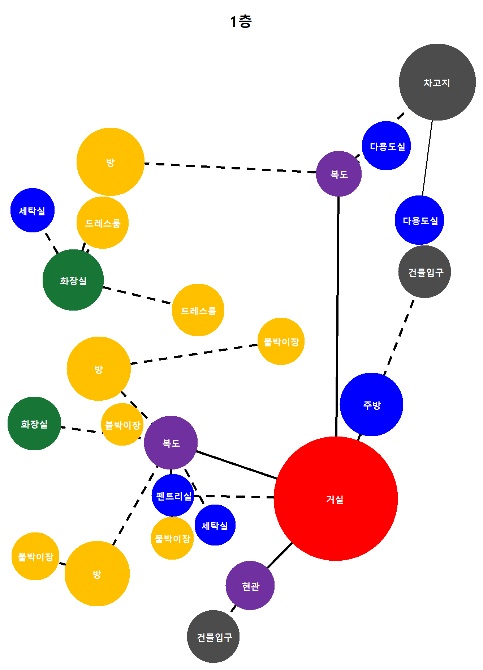 1층
차고지
다용도실
방
복도
세탁실
드레스룸
다용도실
건물입구
화장실
드레스룸
붙박이장
방
주방
화장실
붙박이장
복도
펜트리실
거실
세탁실
붙박이장
붙박이장
방
현관
건물입구